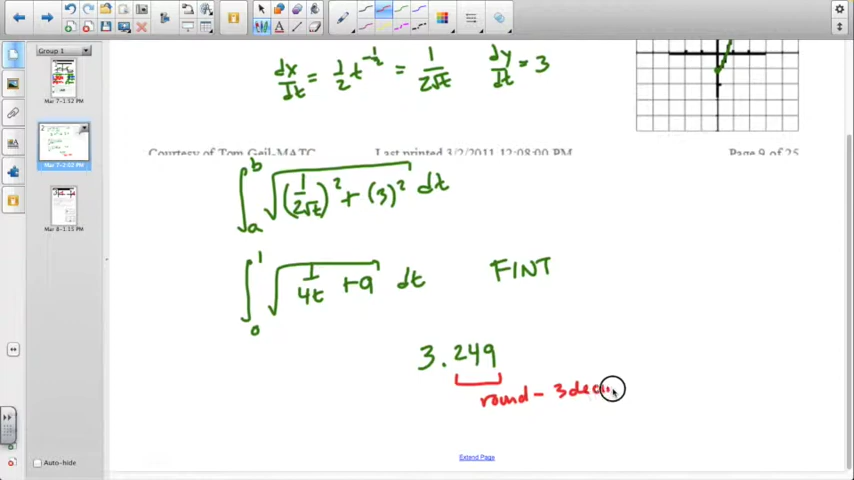 Group 1
Mar 7-1:12 PM
2
Mar 7-2:02 PM
Mar 8-1:15 PM
Auto-hide
dx/dt = 1/2 t^-1/2 = 1/(2√t)    dy/dt = 3
Courtesy of Tom Geil-MATC    Last printed 3/2/2011 12:08:00 PM    Page 9 of 25
∫_a^b √((1/(2√t))² + (3)²) dt
∫_0^1 √(1/(4t) + 9) dt    FINT
3.249
round - 3 deci
Extend Page